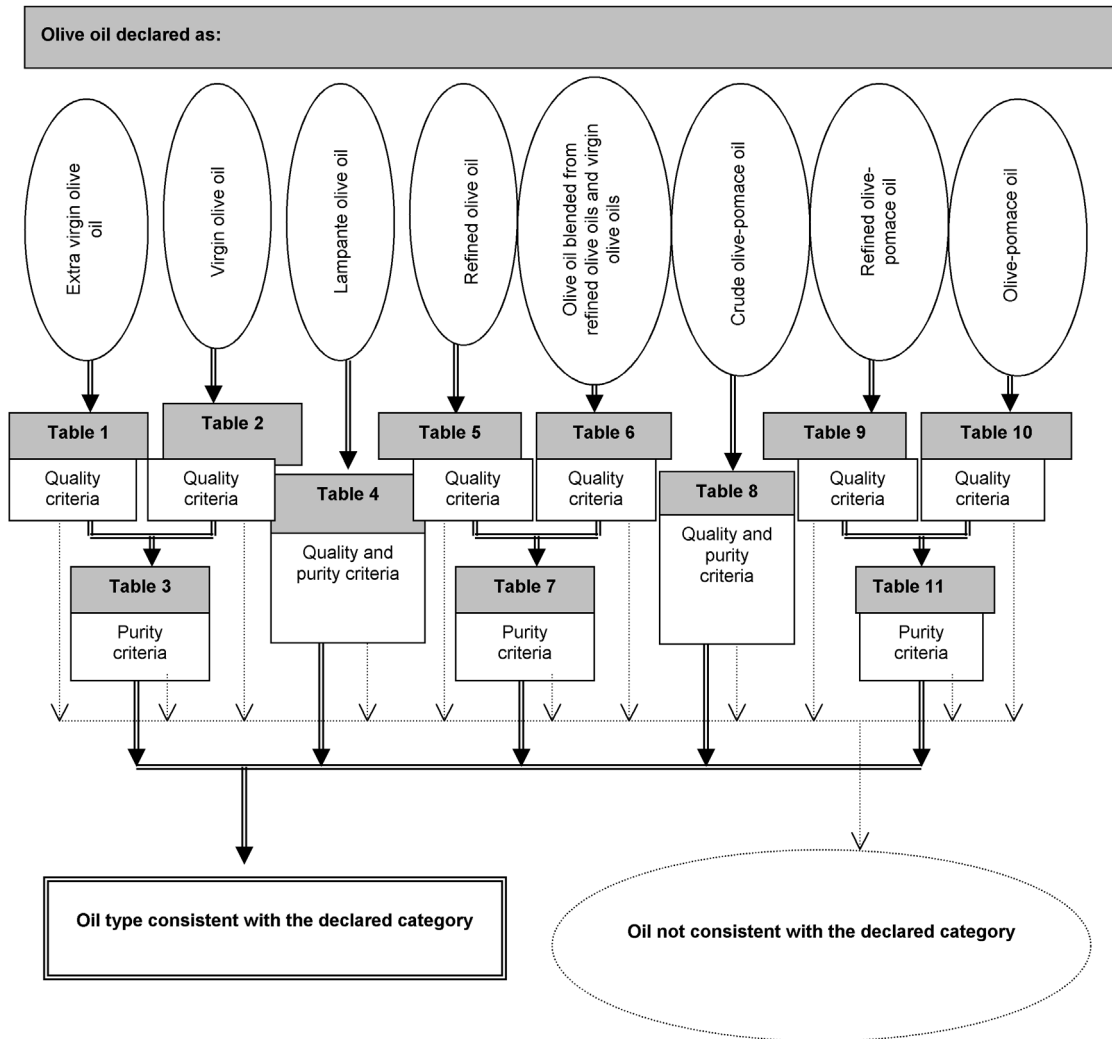 Olive oil declared as:
Extra virgin olive
oil
Virgin olive oil
Lampante olive oil
Refined olive oil
Olive oil blended from
refined olive oils and virgin
olive oils
Crude olive-pomace oil
Refined olive-
pomace oil
Olive-pomace oil
Table 1
Quality
criteria
Table 2
Quality
criteria
Table 3
Purity
criteria
Table 4
Quality and
purity criteria
Table 5
Quality
criteria
Table 6
Quality
criteria
Table 7
Purity
criteria
Table 8
Quality and
purity
criteria
Table 9
Quality
criteria
Table 10
Quality
criteria
Table 11
Purity
criteria
Oil type consistent with the declared category
Oil not consistent with the declared category